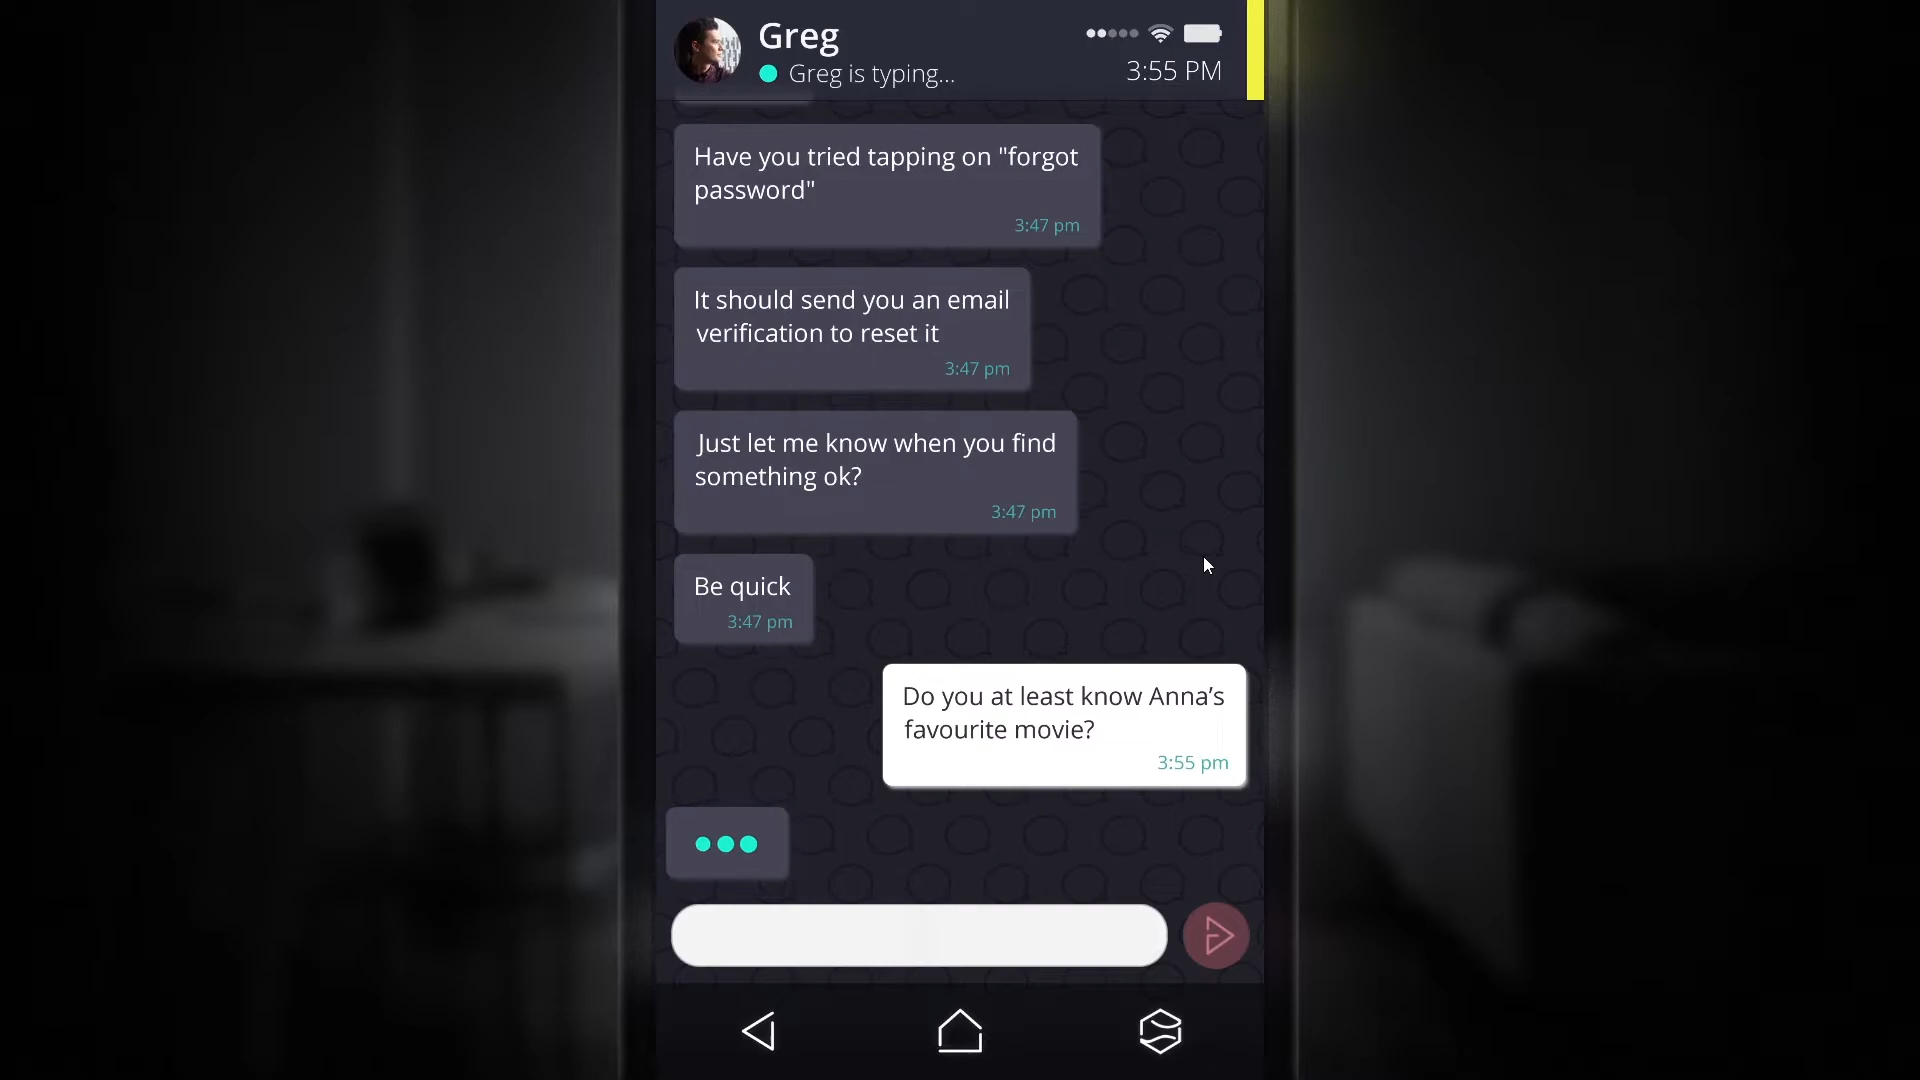 Greg
Greg is typing...
3:55 PM
Have you tried tapping on "forgot
password"
3:47 pm
It should send you an email
verification to reset it
3:47 pm
Just let me know when you find
something ok?
3:47 pm
Be quick
3:47 pm
Do you at least know Anna’s
favourite movie?
3:55 pm